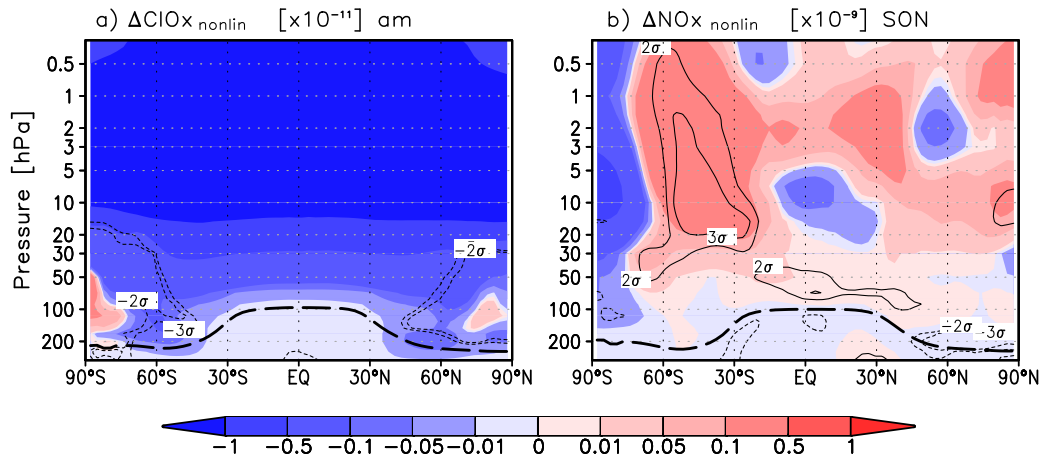 a) ΔClOx nonlin [x10⁻¹¹] am
b) ΔNOx nonlin [x10⁻⁹] SON
Pressure [hPa]
0.5
1
2
3
5
10
20
30
50
100
200
90°S 60°S 30°S EQ 30°N 60°N 90°N
-2σ
-2σ
-3σ
0.5
1
2
3
5
10
20
30
50
100
200
90°S 60°S 30°S EQ 30°N 60°N 90°N
2σ
3σ
2σ
2σ
-2σ
-3σ
-1 -0.5 -0.1 -0.05 -0.01 0 0.01 0.05 0.1 0.5 1